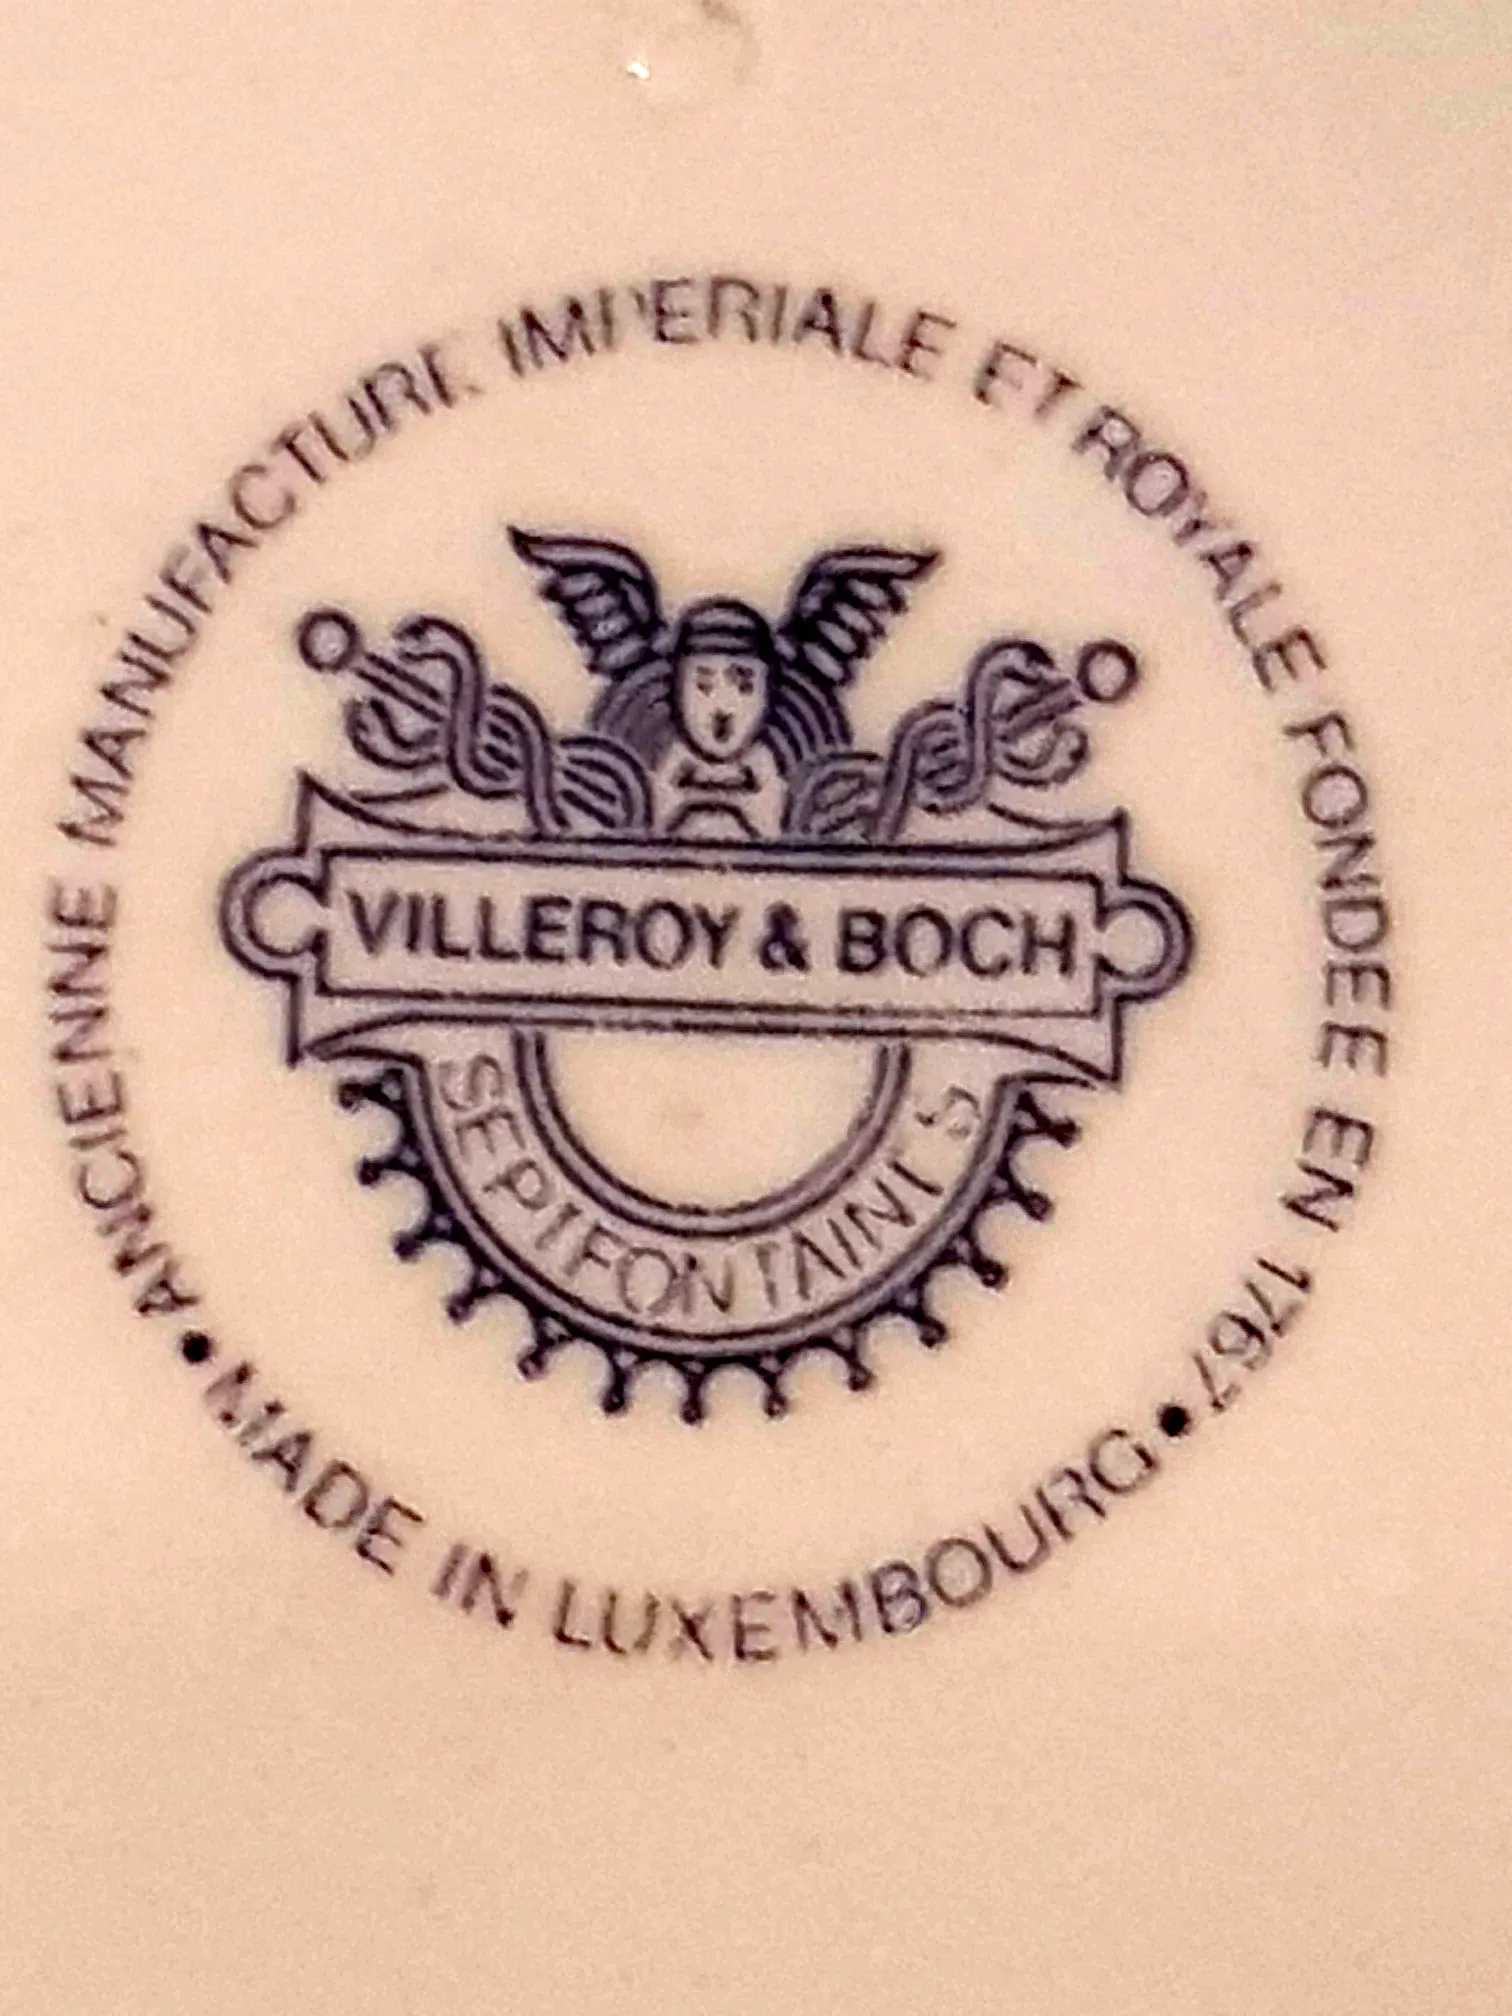 ANCIENNE MANUFACTURE IMPERIALE ET ROYALE FONDEE EN 1767
VILLEROY & BOCH
SEPTFONTAINES
• MADE IN LUXEMBOURG •